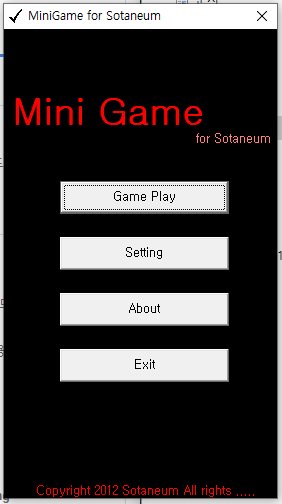 MiniGame for Sotaneum
Mini Game
for Sotaneum
Game Play
Setting
About
Exit
Copyright 2012 Sotaneum All rights .....